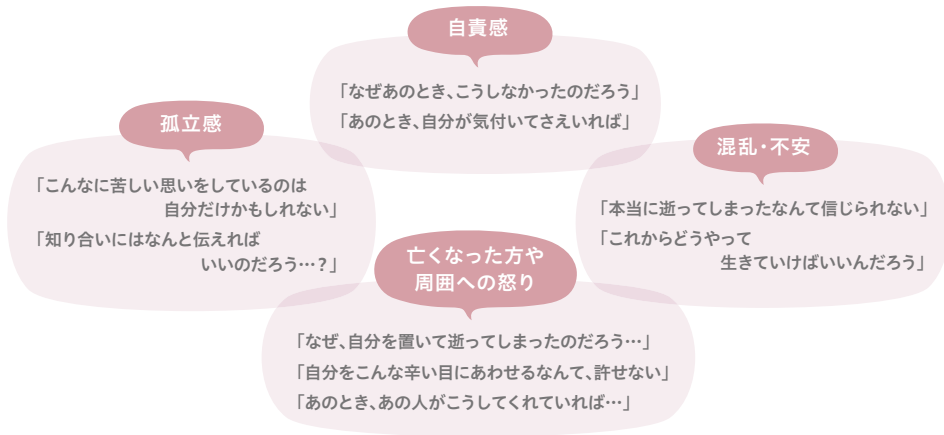 自責感
「なぜあのとき、こうしなかったのだろう」
「あのとき、自分が気付いてさえいれば」
孤立感
「こんなに苦しい思いをしているのは
自分だけかもしれない」
「知り合いにはなんと伝えれば
いいのだろう…？」
混乱・不安
「本当に逝ってしまったなんて信じられない」
「これからどうやって
生きていけばいいんだろう」
亡くなった方や
周囲への怒り
「なぜ、自分を置いて逝ってしまったのだろう…」
「自分をこんな辛い目にあわせるなんて、許せない」
「あのとき、あの人がこうしてくれていれば…」